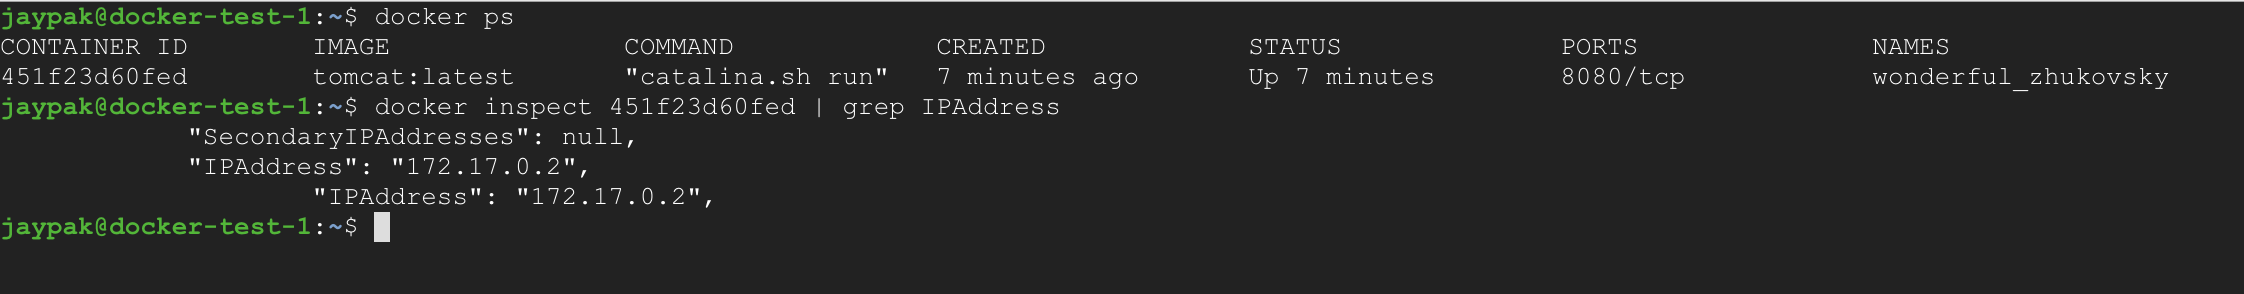 jaypak@docker-test-1:~$ docker ps
CONTAINER ID        IMAGE               COMMAND             CREATED             STATUS              PORTS               NAMES
451f23d60fed        tomcat:latest       "catalina.sh run"   7 minutes ago       Up 7 minutes        8080/tcp            wonderful_zhukovsky
jaypak@docker-test-1:~$ docker inspect 451f23d60fed | grep IPAddress
            "SecondaryIPAddresses": null,
            "IPAddress": "172.17.0.2",
                    "IPAddress": "172.17.0.2",
jaypak@docker-test-1:~$